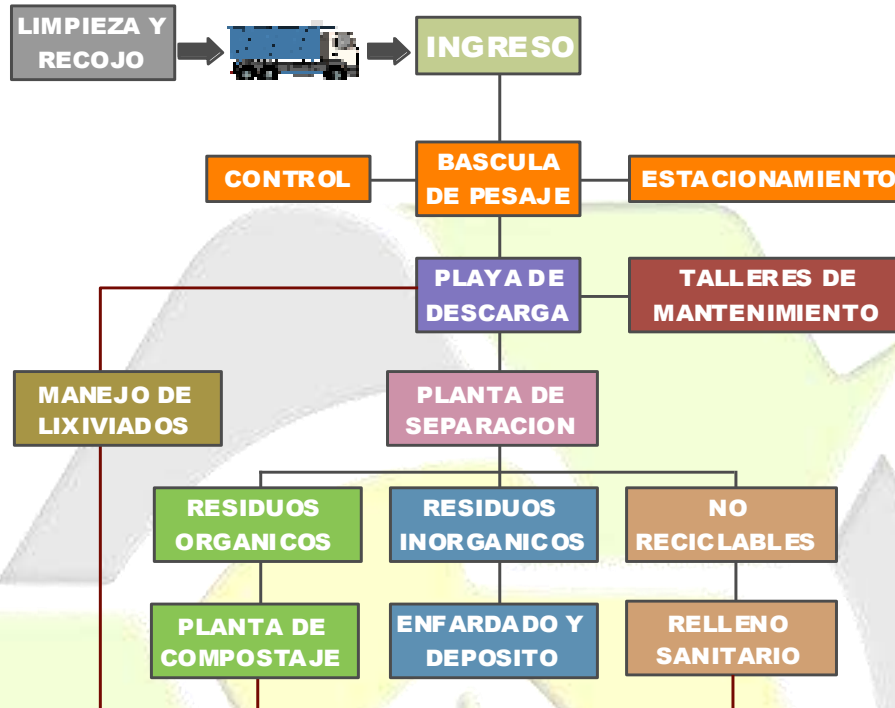 LIMPIEZA Y
RECOJO
INGRESO
CONTROL
BASCULA
DE PESAJE
ESTACIONAMIENTO
PLAYA DE
DESCARGA
TALLERES DE
MANTENIMIENTO
MANEJO DE
LIXIVIADOS
PLANTA DE
SEPARACION
RESIDUOS
ORGANICOS
RESIDUOS
INORGANICOS
NO
RECICLABLES
PLANTA DE
COMPOSTAJE
ENFARDADO Y
DEPOSITO
RELLENO
SANITARIO